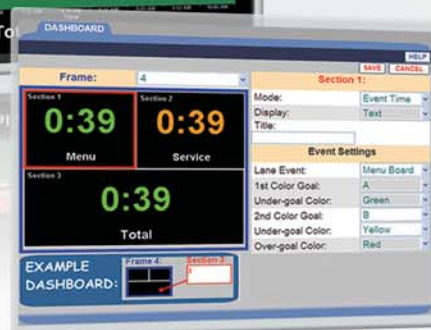 Tot
DASHBOARD
HELP
SAVE CANCEL
Frame: 4
Section 1:
Section 1
0:39
Menu
Section 2
0:39
Service
Section 3
0:39
Total
Mode: Event Time
Display: Text
Title:
Event Settings
Lane Event: Menu Board
1st Color Goal: A
Under-goal Color: Green
2nd Color Goal: B
Under-goal Color: Yellow
Over-goal Color: Red
EXAMPLE
DASHBOARD:
Frame 4:
Section 2: